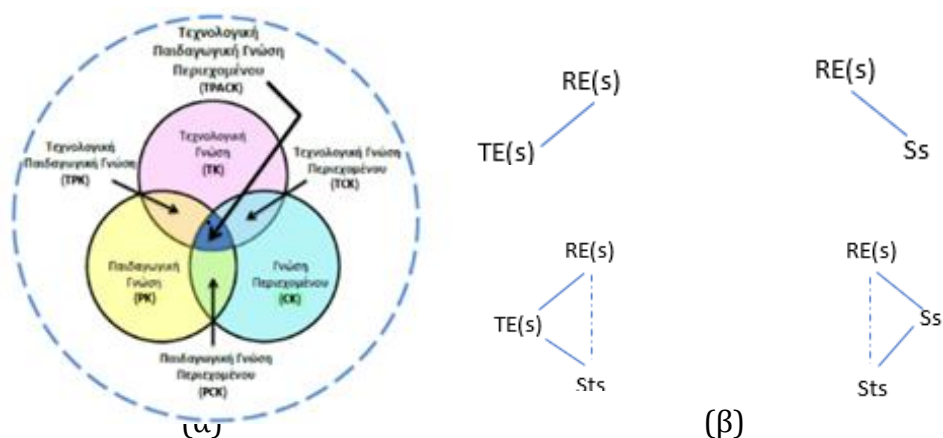 Τεχνολογική
Παιδαγωγική Γνώση
Περιεχομένου
(TPACK)
Τεχνολογική
Γνώση
(TK)
Τεχνολογική
Παιδαγωγική Γνώση
(TPK)
Τεχνολογική Γνώση
Περιεχομένου
(TCK)
Παιδαγωγική
Γνώση
(PK)
Γνώση
Περιεχομένου
(CK)
Παιδαγωγική Γνώση
Περιεχομένου
(PCK)
(α)
RE(s)
TE(s)
RE(s)
Ss
RE(s)
TE(s)
Sts
RE(s)
Ss
Sts
(β)